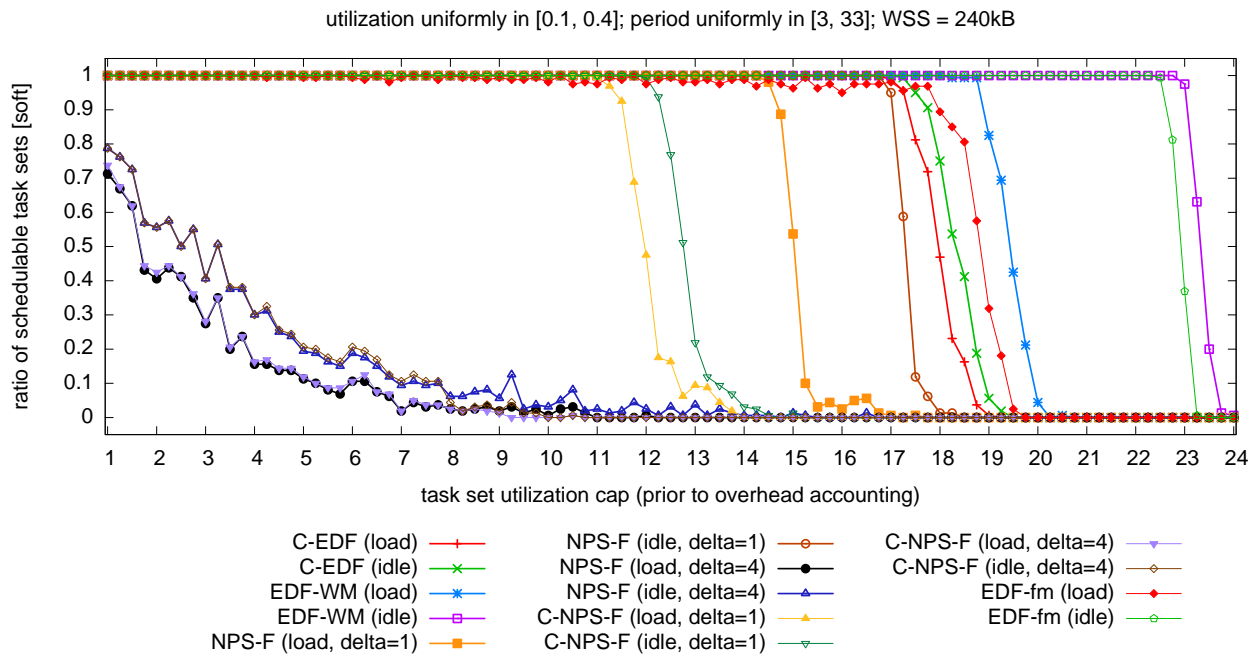 utilization uniformly in [0.1, 0.4]; period uniformly in [3, 33]; WSS = 240kB
ratio of schedulable task sets [soft]
1
0.9
0.8
0.7
0.6
0.5
0.4
0.3
0.2
0.1
0
1 2 3 4 5 6 7 8 9 10 11 12 13 14 15 16 17 18 19 20 21 22 23 24
task set utilization cap (prior to overhead accounting)
C-EDF (load)
C-EDF (idle)
EDF-WM (load)
EDF-WM (idle)
NPS-F (load, delta=1)
NPS-F (idle, delta=1)
NPS-F (load, delta=4)
NPS-F (idle, delta=4)
C-NPS-F (load, delta=1)
C-NPS-F (idle, delta=1)
C-NPS-F (load, delta=4)
C-NPS-F (idle, delta=4)
EDF-fm (load)
EDF-fm (idle)